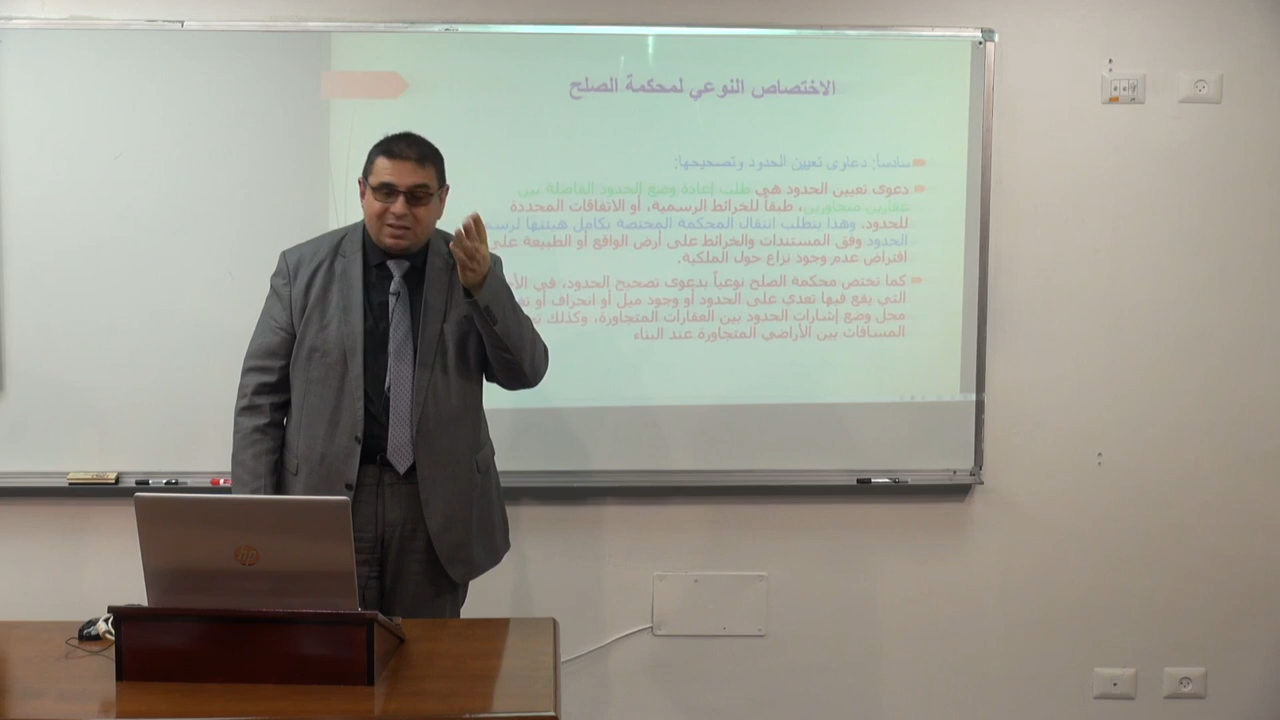 الاختصاص النوعي لمحكمة الصلح
سادساً: دعاوى تعيين الحدود وتصحيحها:
دعوى تعيين الحدود هي طلب إعادة وضع الحدود الفاصلة بين
عقارين متجاورين، طبقاً للخرائط الرسمية، أو الاتفاقات المحددة
للحدود. وهذا يتطلب انتقال المحكمة المختصة بكامل هيئتها لرسم
الحدود وفق المستندات والخرائط على أرض الواقع أو الطبيعة على
افتراض عدم وجود نزاع حول الملكية.
كما تختص محكمة الصلح نوعياً بدعوى تصحيح الحدود، في
التي يقع فيها تعدي على الحدود أو وجود ميل أو انحراف أو
محل وضع إشارات الحدود بين العقارات المتجاورة، وكذلك
المسافات بين الأراضي المتجاورة عند البناء
hp